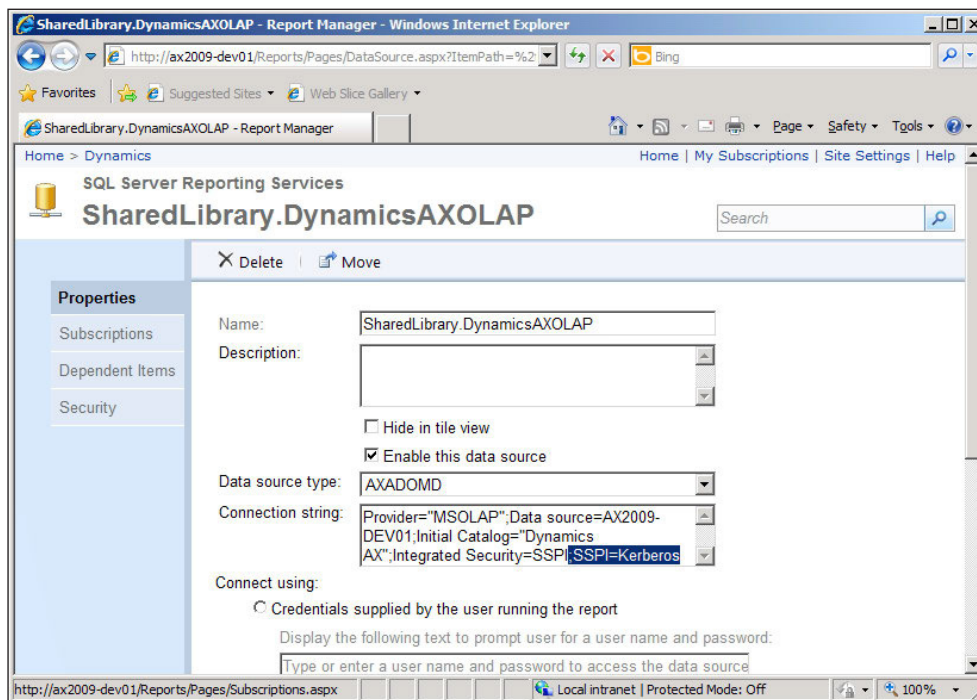 SharedLibrary.DynamicsAXOLAP - Report Manager - Windows Internet Explorer
http://ax2009-dev01/Reports/Pages/DataSource.aspx?ItemPath=%2
Bing
Favorites
Suggested Sites
Web Slice Gallery
SharedLibrary.DynamicsAXOLAP - Report Manager
Page
Safety
Tools
Home > Dynamics
Home | My Subscriptions | Site Settings | Help
SQL Server Reporting Services
SharedLibrary.DynamicsAXOLAP
Search
Delete
Move
Properties
Subscriptions
Dependent Items
Security
Name:
SharedLibrary.DynamicsAXOLAP
Description:
Hide in tile view
Enable this data source
Data source type:
AXADOMD
Connection string:
Provider="MSOLAP";Data source=AX2009-
DEV01;Initial Catalog="Dynamics
AX";Integrated Security=SSPI;SSPI=Kerberos
Connect using:
Credentials supplied by the user running the report
Display the following text to prompt user for a user name and password:
Type or enter a user name and password to access the data source
http://ax2009-dev01/Reports/Pages/Subscriptions.aspx
Local intranet | Protected Mode: Off
100%